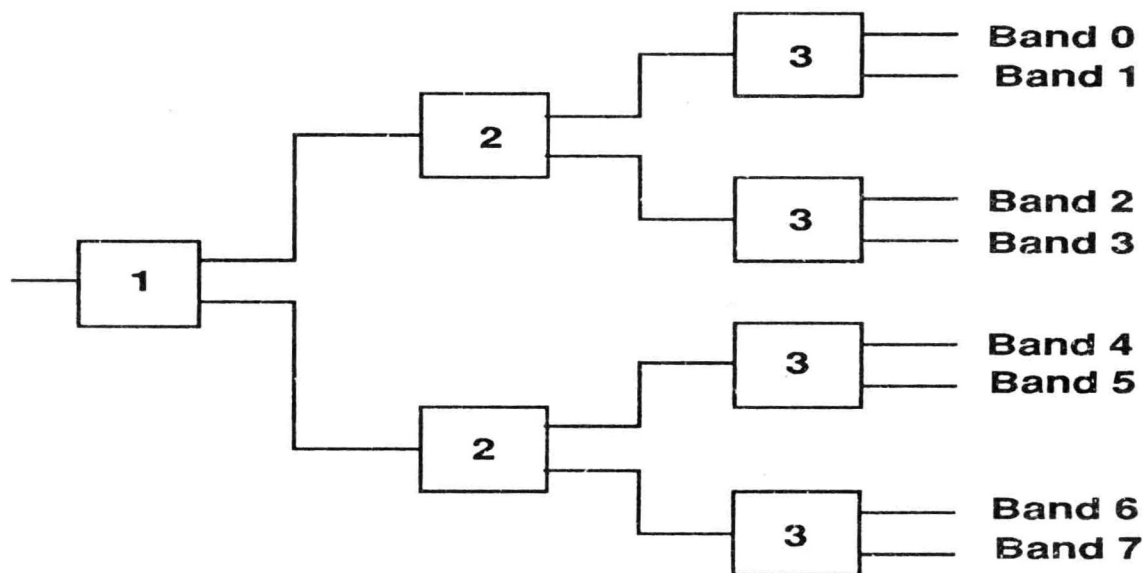 3
Band 0
Band 1
2
3
Band 2
Band 3
1
3
Band 4
Band 5
2
3
Band 6
Band 7